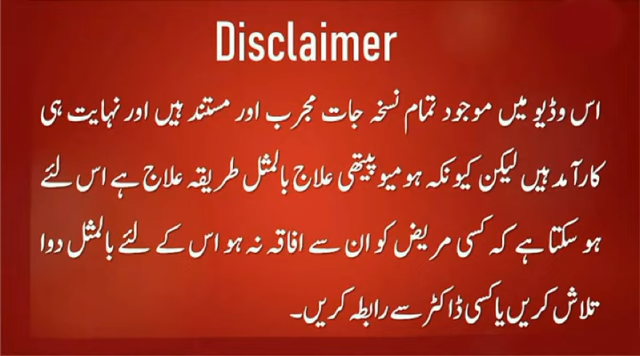 Disclaimer
اس وڈیو میں موجود تمام نسخہ جات مجرب اور مستند ہیں اور نہایت ہی
کارآمد ہیں لیکن کیونکہ ہومیوپیتھی علاج بالمثل طریقہ علاج ہے اس لئے
ہو سکتا ہے کہ کسی مریض کو ان سے افاقہ نہ ہو اس کے لئے بالمثل دوا
تلاش کریں یا کسی ڈاکٹر سے رابطہ کریں۔